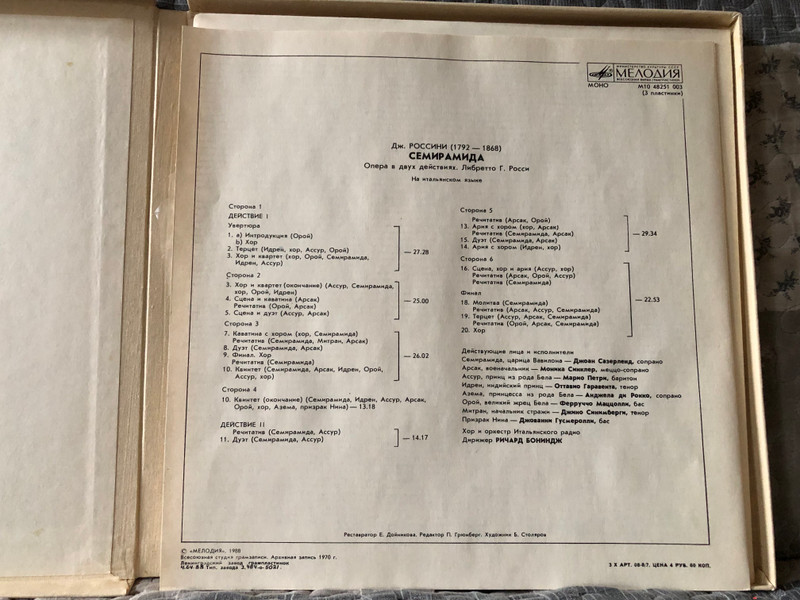 МИНИСТЕРСТВО КУЛЬТУРЫ СССР
МЕЛОДИЯ
МОНО М10 48251 003
(3 пластинки)
Дж. РОССИНИ (1792 — 1868)
СЕМИРАМИДА
Опера в двух действиях. Либретто Г. Росси
На итальянском языке
Сторона 1
ДЕЙСТВИЕ I
Увертюра
1. а) Интродукция (Орой)
b) Хор
2. Терцет (Идрен, хор, Ассур, Орой)
3. Хор и квартет (хор, Орой, Семирамида,
Идрен, Ассур)
— 27.28
Сторона 2
3. Хор и квартет (окончание) (Ассур, Семирамида,
хор, Орой, Идрен)
4. Сцена и каватина (Арсак)
Речитатив (Орой, Арсак)
5. Сцена и дуэт (Ассур, Арсак)
— 25.00
Сторона 3
7. Каватина с хором (хор, Семирамида)
Речитатив (Семирамида, Митран, Арсак)
8. Дуэт (Семирамида, Арсак)
9. Финал. Хор
Речитатив (Семирамида)
10. Квинтет (Семирамида, Арсак, Идрен, Орой,
Ассур, хор)
— 26.02
Сторона 4
10. Квинтет (окончание) (Семирамида, Идрен, Ассур, Арсак,
Орой, хор, Азема, призрак Нина) — 13.18
ДЕЙСТВИЕ II
Речитатив (Семирамида, Ассур)
11. Дуэт (Семирамида, Ассур)
— 14.17
Сторона 5
Речитатив (Арсак, Орой)
13. Ария с хором (хор, Арсак)
Речитатив (Семирамида, Арсак)
15. Дуэт (Семирамида, Арсак)
14. Ария с хором (Идрен, хор)
— 29.34
Сторона 6
16. Сцена, хор и ария (Ассур, хор)
Речитатив (Арсак, Орой, Ассур)
Речитатив (Семирамида)
Финал
18. Молитва (Семирамида)
Речитатив (Арсак, Ассур, Семирамида)
19. Терцет (Ассур, Арсак, Семирамида)
Речитатив (Орой, Арсак, Семирамида)
20. Хор
— 22.53
Действующие лица и исполнители
Семирамида, царица Вавилона — Джоан Сазерленд, сопрано
Арсак, военачальник — Моника Синклер, меццо-сопрано
Ассур, принц из рода Бела — Марио Петри, баритон
Идрен, индийский принц — Оттавио Гаравента, тенор
Азема, принцесса из рода Бела — Анджела ди Рокко, сопрано
Орой, великий жрец Бела — Ферруччо Маццолли, бас
Митран, начальник стражи — Джино Синимберги, тенор
Призрак Нина — Джованни Гусмеролли, бас
Хор и оркестр Итальянского радио
Дирижер РИЧАРД БОНИНДЖ
Реставратор Е. Дойникова. Редактор П. Грюнберг. Художник Б. Столяров
© «МЕЛОДИЯ», 1988
Всесоюзная студия грамзаписи. Архивная запись 1970 г.
Ленинградский завод грампластинок
Тип. завода
3 Х АРТ. ЦЕНА 6 РУБ. 60 КОП.